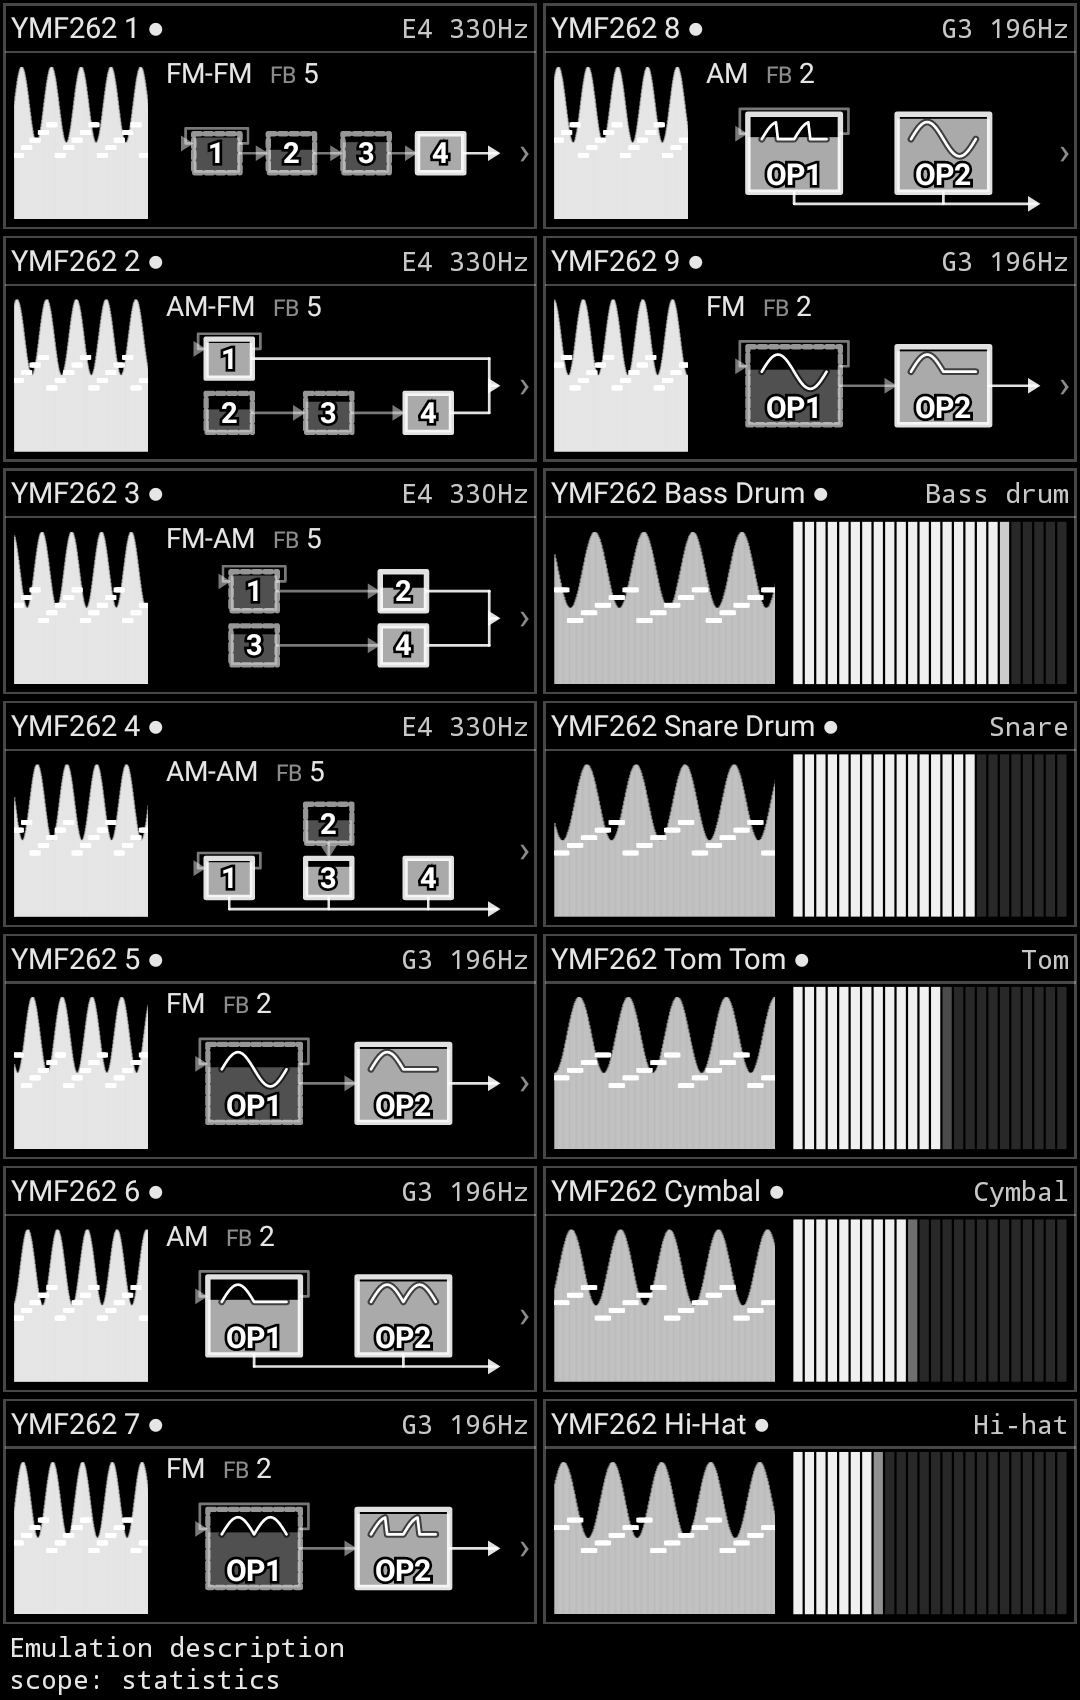 YMF262 1 ● E4 330Hz
FM-FM FB 5
1 2 3 4
YMF262 2 ● E4 330Hz
AM-FM FB 5
1
2 3 4
YMF262 3 ● E4 330Hz
FM-AM FB 5
1 2
3 4
YMF262 4 ● E4 330Hz
AM-AM FB 5
2
1 3 4
YMF262 5 ● G3 196Hz
FM FB 2
OP1 OP2
YMF262 6 ● G3 196Hz
AM FB 2
OP1 OP2
YMF262 7 ● G3 196Hz
FM FB 2
OP1 OP2
YMF262 8 ● G3 196Hz
AM FB 2
OP1 OP2
YMF262 9 ● G3 196Hz
FM FB 2
OP1 OP2
YMF262 Bass Drum ● Bass drum
YMF262 Snare Drum ● Snare
YMF262 Tom Tom ● Tom
YMF262 Cymbal ● Cymbal
YMF262 Hi-Hat ● Hi-hat
Emulation description
scope: statistics